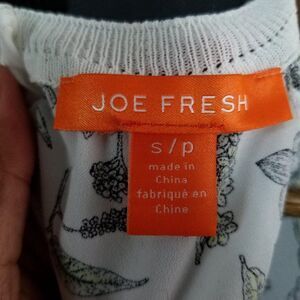 JOE FRESH
s/p
made in
China
fabriqué en
Chine